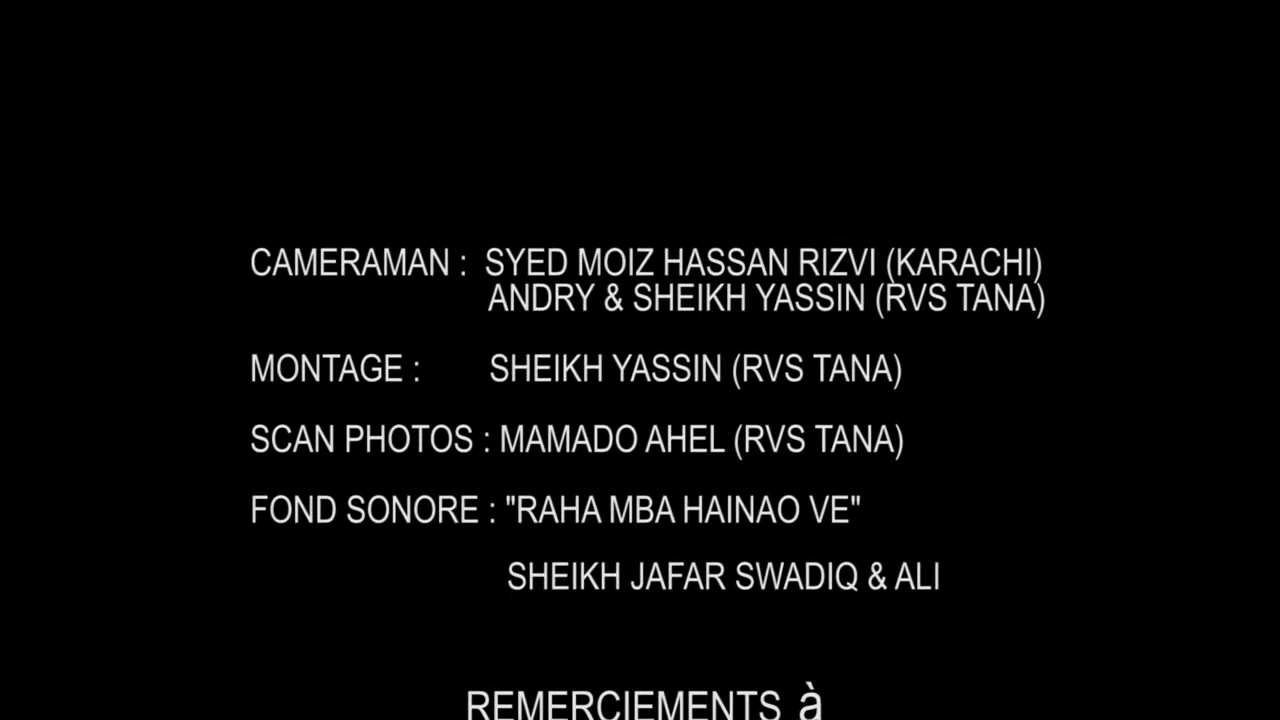 CAMERAMAN : SYED MOIZ HASSAN RIZVI (KARACHI)
ANDRY & SHEIKH YASSIN (RVS TANA)
MONTAGE : SHEIKH YASSIN (RVS TANA)
SCAN PHOTOS : MAMADO AHEL (RVS TANA)
FOND SONORE : "RAHA MBA HAINAO VE"
SHEIKH JAFAR SWADIQ & ALI
REMERCIEMENTS à